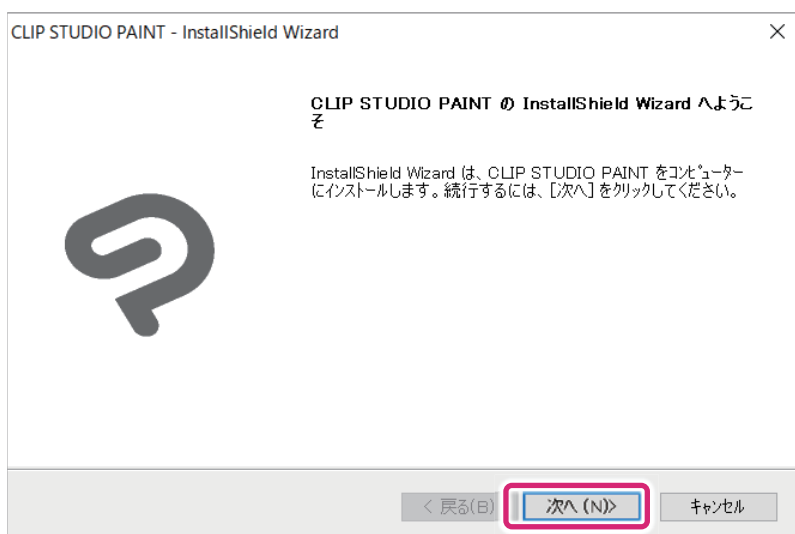 CLIP STUDIO PAINT - InstallShield Wizard
CLIP STUDIO PAINT の InstallShield Wizard へようこ
そ
InstallShield Wizard は、CLIP STUDIO PAINT をコンピューター
にインストールします。続行するには、[次へ] をクリックしてください。
< 戻る(B) 次へ (N)> キャンセル